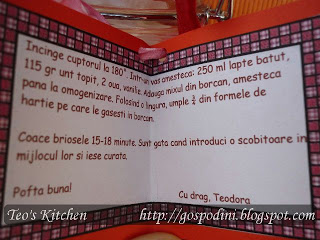 Incinge cuptorul la 180°. Intr-un vas amesteca: 250 ml lapte batut,
115 gr unt topit, 2 oua, vanilie. Adauga mixul din borcan, amesteca
pana la omogenizare. Folosind o lingura, umple ¾ din formele de
hartie pe care le gasesti in borcan.
Coace briosele 15-18 minute. Sunt gata cand introduci o scobitoare in
mijlocul lor si iese curata.
Pofta buna!
Cu drag, Teodora
Teo's Kitchen
http://gospodini.blogspot.com